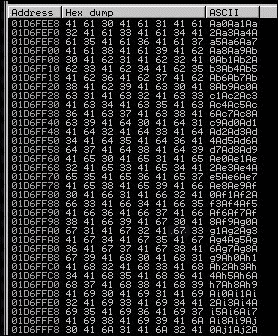 Address Hex dump ASCII
01D6FEE8 41 61 30 41 61 31 41 61 Aa0Aa1Aa
01D6FEF0 32 41 61 33 41 61 34 41 2Aa3Aa4A
01D6FEF8 61 35 41 61 36 41 61 37 a5Aa6Aa7
01D6FF00 41 61 38 41 61 39 41 62 Aa8Aa9Ab
01D6FF08 30 41 62 31 41 62 32 41 0Ab1Ab2A
01D6FF10 62 33 41 62 34 41 62 35 b3Ab4Ab5
01D6FF18 41 62 36 41 62 37 41 62 Ab6Ab7Ab
01D6FF20 38 41 62 39 41 63 30 41 8Ab9Ac0A
01D6FF28 63 31 41 63 32 41 63 33 c1Ac2Ac3
01D6FF30 41 63 34 41 63 35 41 63 Ac4Ac5Ac
01D6FF38 36 41 63 37 41 63 38 41 6Ac7Ac8A
01D6FF40 63 39 41 64 30 41 64 31 c9Ad0Ad1
01D6FF48 41 64 32 41 64 33 41 64 Ad2Ad3Ad
01D6FF50 34 41 64 35 41 64 36 41 4Ad5Ad6A
01D6FF58 64 37 41 64 38 41 64 39 d7Ad8Ad9
01D6FF60 41 65 30 41 65 31 41 65 Ae0Ae1Ae
01D6FF68 32 41 65 33 41 65 34 41 2Ae3Ae4A
01D6FF70 65 35 41 65 36 41 65 37 e5Ae6Ae7
01D6FF78 41 65 38 41 65 39 41 66 Ae8Ae9Af
01D6FF80 30 41 66 31 41 66 32 41 0Af1Af2A
01D6FF88 66 33 41 66 34 41 66 35 f3Af4Af5
01D6FF90 41 66 36 41 66 37 41 66 Af6Af7Af
01D6FF98 38 41 66 39 41 67 30 41 8Af9Ag0A
01D6FFA0 67 31 41 67 32 41 67 33 g1Ag2Ag3
01D6FFA8 41 67 34 41 67 35 41 67 Ag4Ag5Ag
01D6FFB0 36 41 67 37 41 67 38 41 6Ag7Ag8A
01D6FFB8 67 39 41 68 30 41 68 31 g9Ah0Ah1
01D6FFC0 41 68 32 41 68 33 41 68 Ah2Ah3Ah
01D6FFC8 34 41 68 35 41 68 36 41 4Ah5Ah6A
01D6FFD0 68 37 41 68 38 41 68 39 h7Ah8Ah9
01D6FFD8 41 69 30 41 69 31 41 69 Ai0Ai1Ai
01D6FFE0 32 41 69 33 41 69 34 41 2Ai3Ai4A
01D6FFE8 69 35 41 69 36 41 69 37 i5Ai6Ai7
01D6FFF0 41 69 38 41 69 39 41 6A Ai8Ai9Aj
01D6FFF8 30 41 6A 31 41 6A 32 41 0Aj1Aj2A